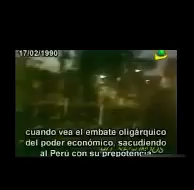 17/02/1990
cuando vea el embate oligárquico
del poder económico, sacudiendo
al Perú con su prepotencia